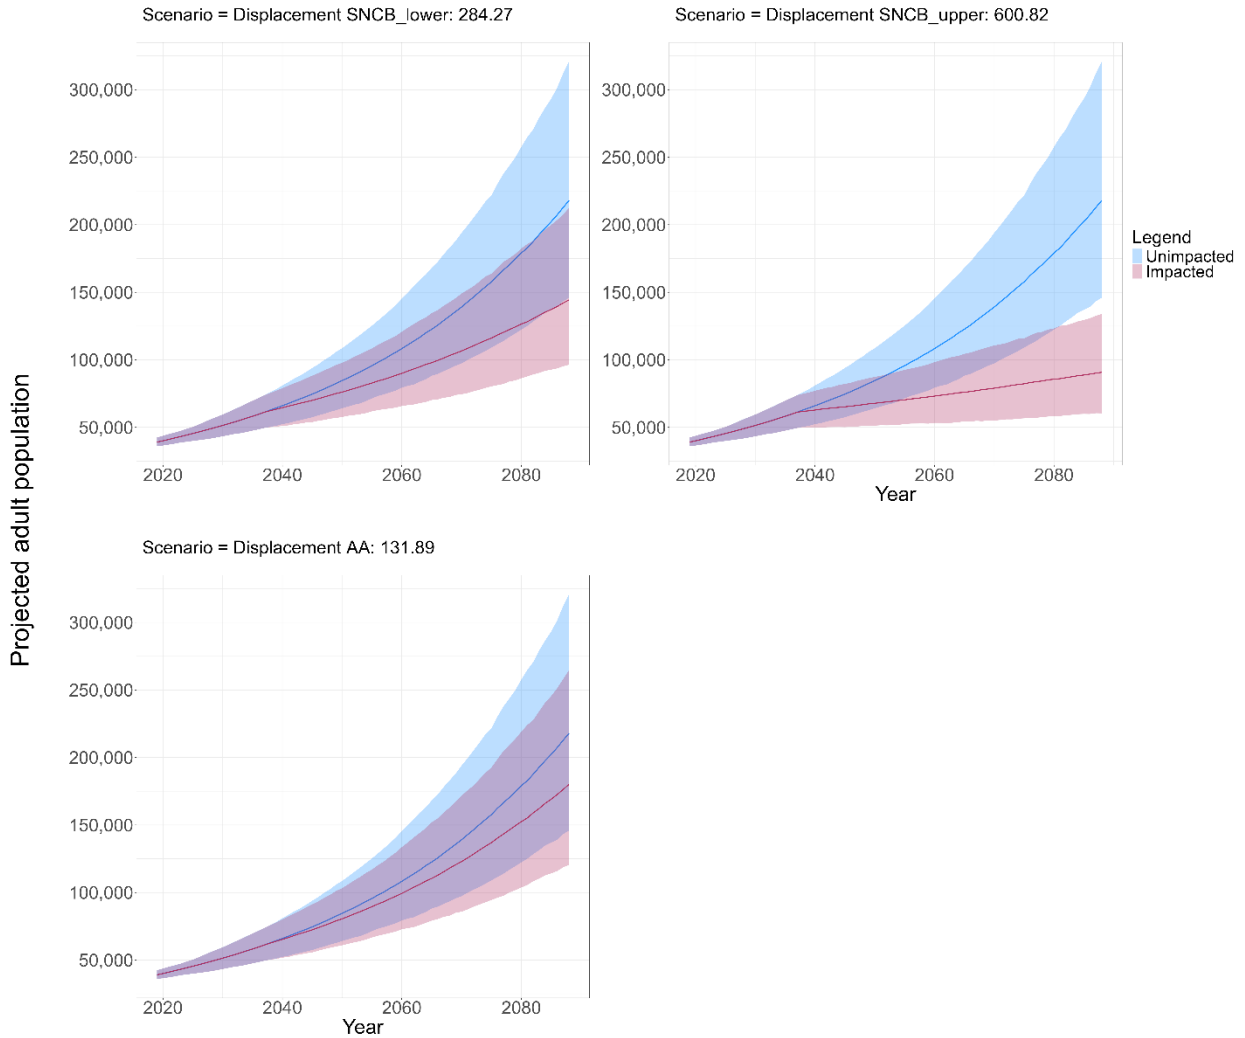 Scenario = Displacement SNCB_lower: 284.27
Scenario = Displacement SNCB_upper: 600.82
300,000
250,000
200,000
150,000
100,000
50,000
2020 2040 2060 2080
300,000
250,000
200,000
150,000
100,000
50,000
2020 2040 2060 2080
Year
Legend
Unimpacted
Impacted
Projected adult population
Scenario = Displacement AA: 131.89
300,000
250,000
200,000
150,000
100,000
50,000
2020 2040 2060 2080
Year